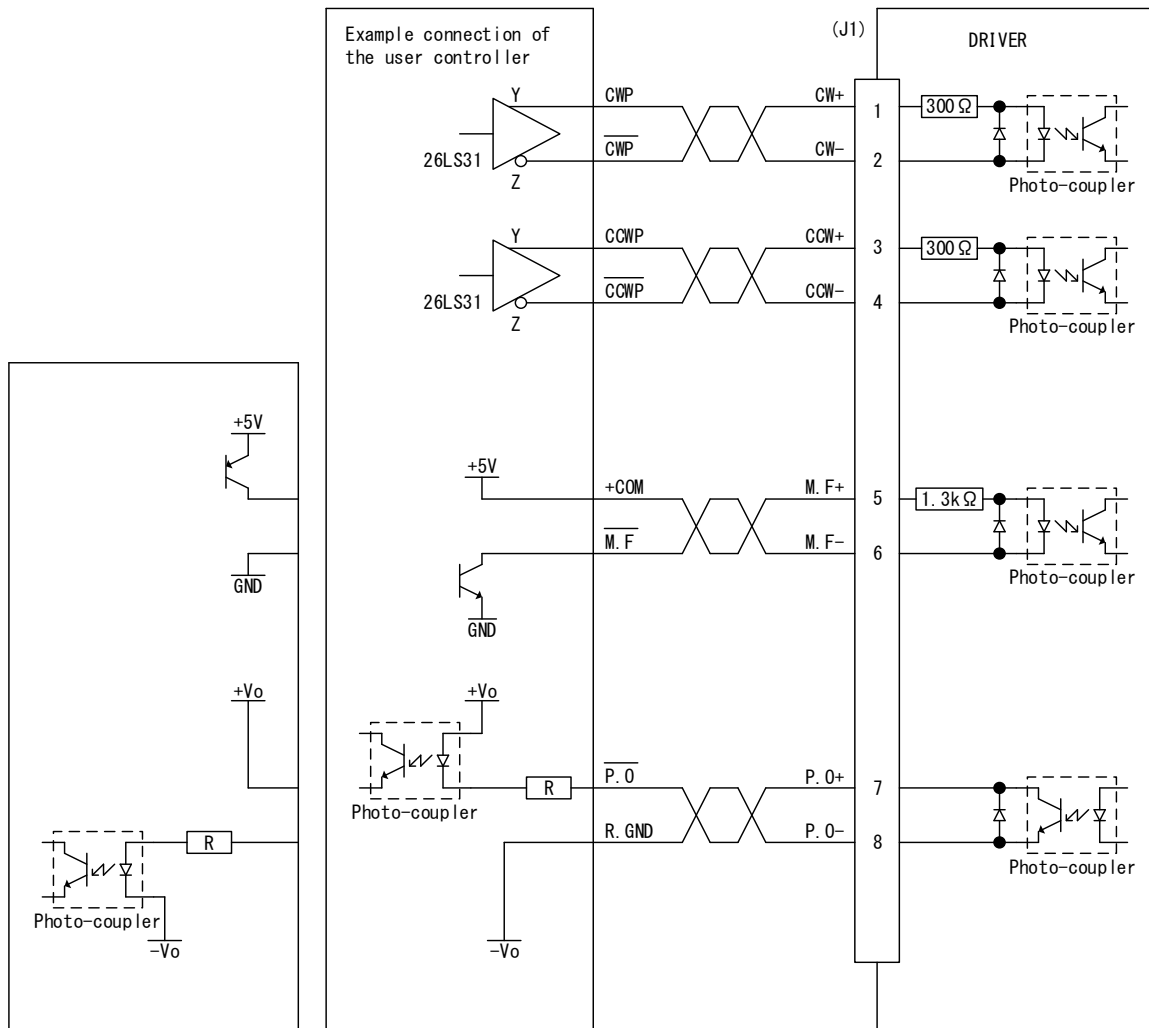 Example connection of
the user controller
(J1)
DRIVER
Y
CWP
CW+
1
300Ω
26LS31
Z
CWP
CW-
2
Photo-coupler
Y
CCWP
CCW+
3
300Ω
26LS31
Z
CCWP
CCW-
4
Photo-coupler
+5V
GND
+5V
+COM
M.F+
5
1.3kΩ
M.F
M.F-
6
GND
Photo-coupler
+Vo
R
Photo-coupler
-Vo
+Vo
Photo-coupler
R
P.O
P.O+
7
R.GND
P.O-
8
-Vo
Photo-coupler